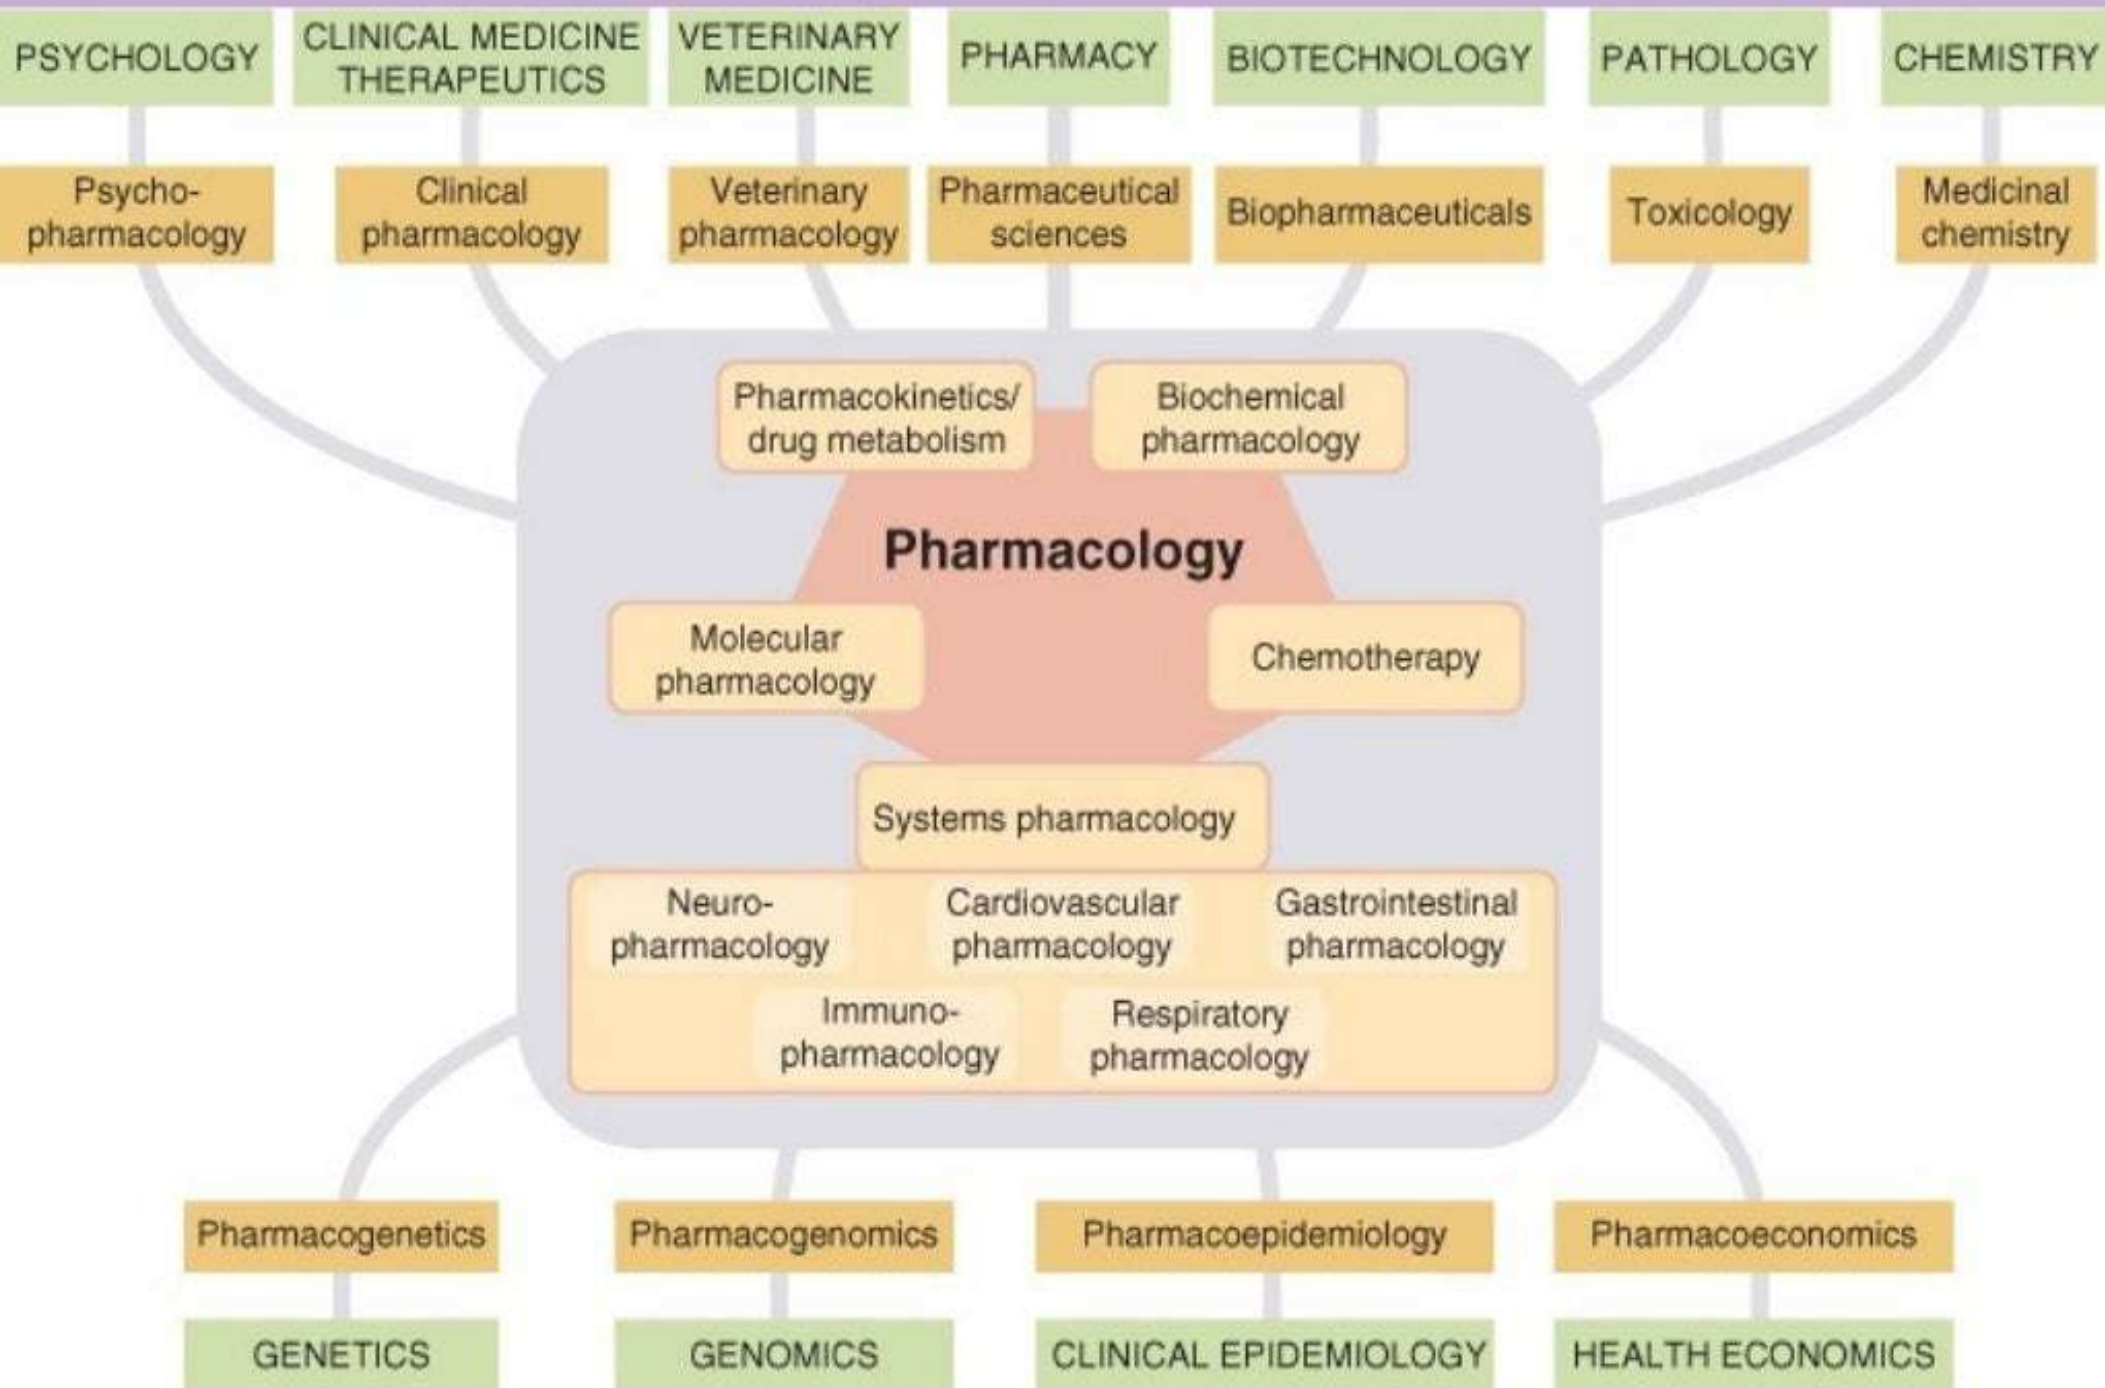 PSYCHOLOGY
CLINICAL MEDICINE
THERAPEUTICS
VETERINARY
MEDICINE
PHARMACY
BIOTECHNOLOGY
PATHOLOGY
CHEMISTRY
Psycho-
pharmacology
Clinical
pharmacology
Veterinary
pharmacology
Pharmaceutical
sciences
Biopharmaceuticals
Toxicology
Medicinal
chemistry
Pharmacokinetics/
drug metabolism
Biochemical
pharmacology
Pharmacology
Molecular
pharmacology
Chemotherapy
Systems pharmacology
Neuro-
pharmacology
Cardiovascular
pharmacology
Gastrointestinal
pharmacology
Immuno-
pharmacology
Respiratory
pharmacology
Pharmacogenetics
Pharmacogenomics
Pharmacoepidemiology
Pharmacoeconomics
GENETICS
GENOMICS
CLINICAL EPIDEMIOLOGY
HEALTH ECONOMICS